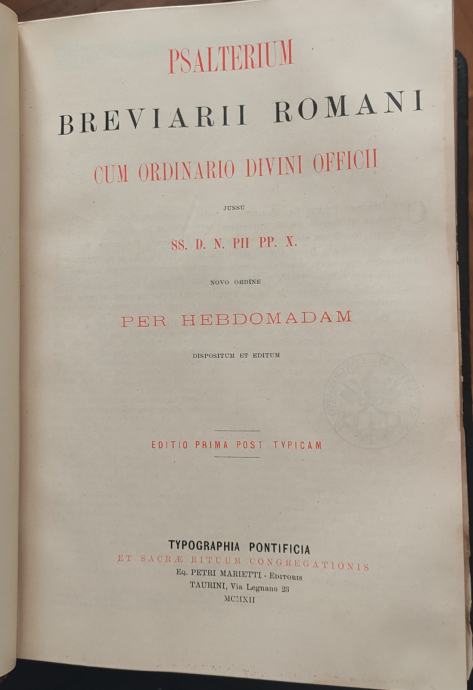 PSALTERIUM
BREVIARII ROMANI
CUM ORDINARIO DIVINI OFFICII
JUSSU
SS. D. N. PII PP. X.
NOVO ORDINE
PER HEBDOMADAM
DISPOSITUM ET EDITUM
EDITIO PRIMA POST TYPICAM
TYPOGRAPHIA PONTIFICIA
ET SACRÆ RITUUM CONGREGATIONIS
Eq. PETRI MARIETTI - EDITORIS
TAURINI, Via Legnano 23
MCMXII